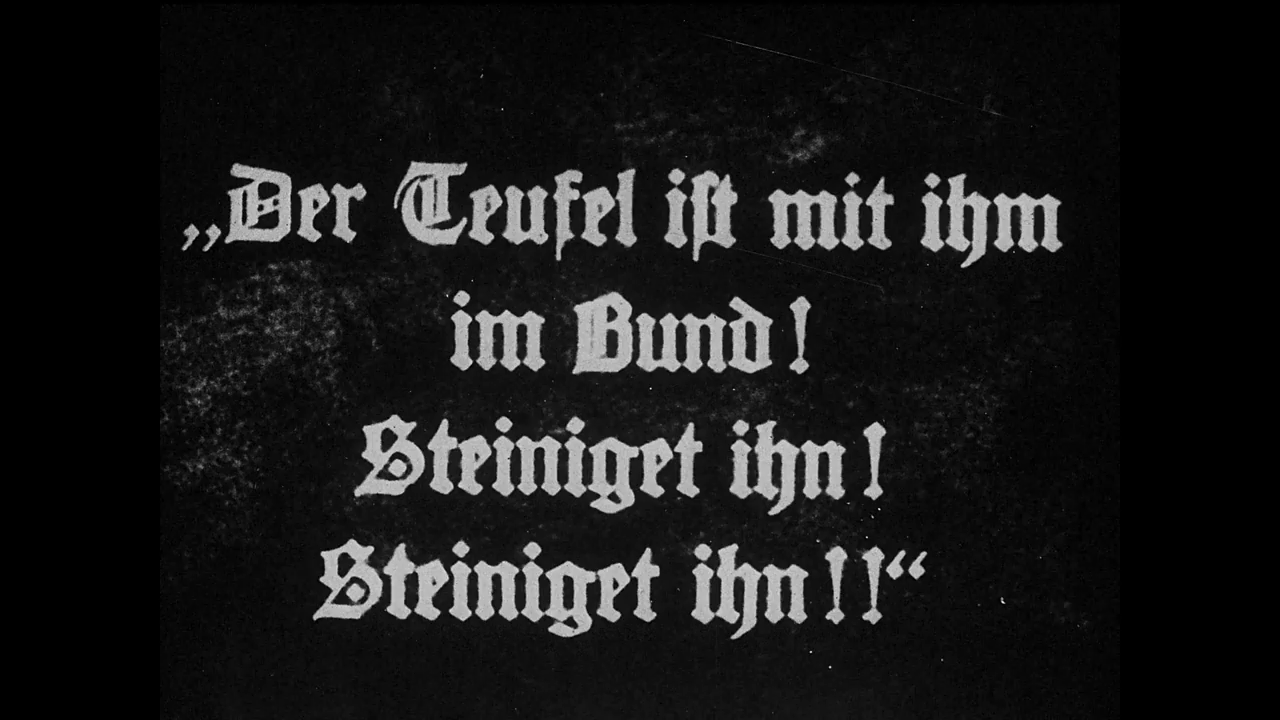 „Der Teufel ist mit ihm
im Bund!
Steiniget ihn!
Steiniget ihn!!“